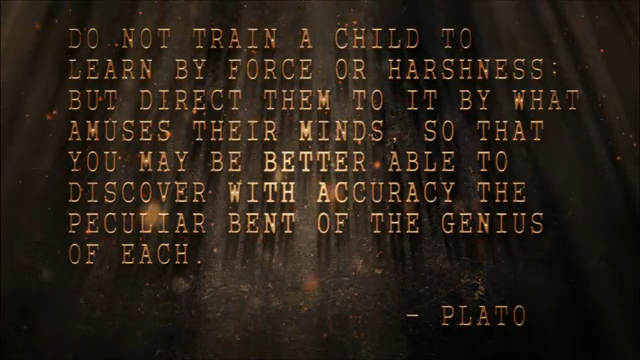 DO NOT TRAIN A CHILD TO
LEARN BY FORCE OR HARSHNESS;
BUT DIRECT THEM TO IT BY WHAT
AMUSES THEIR MINDS, SO THAT
YOU MAY BE BETTER ABLE TO
DISCOVER WITH ACCURACY THE
PECULIAR BENT OF THE GENIUS
OF EACH.
- PLATO